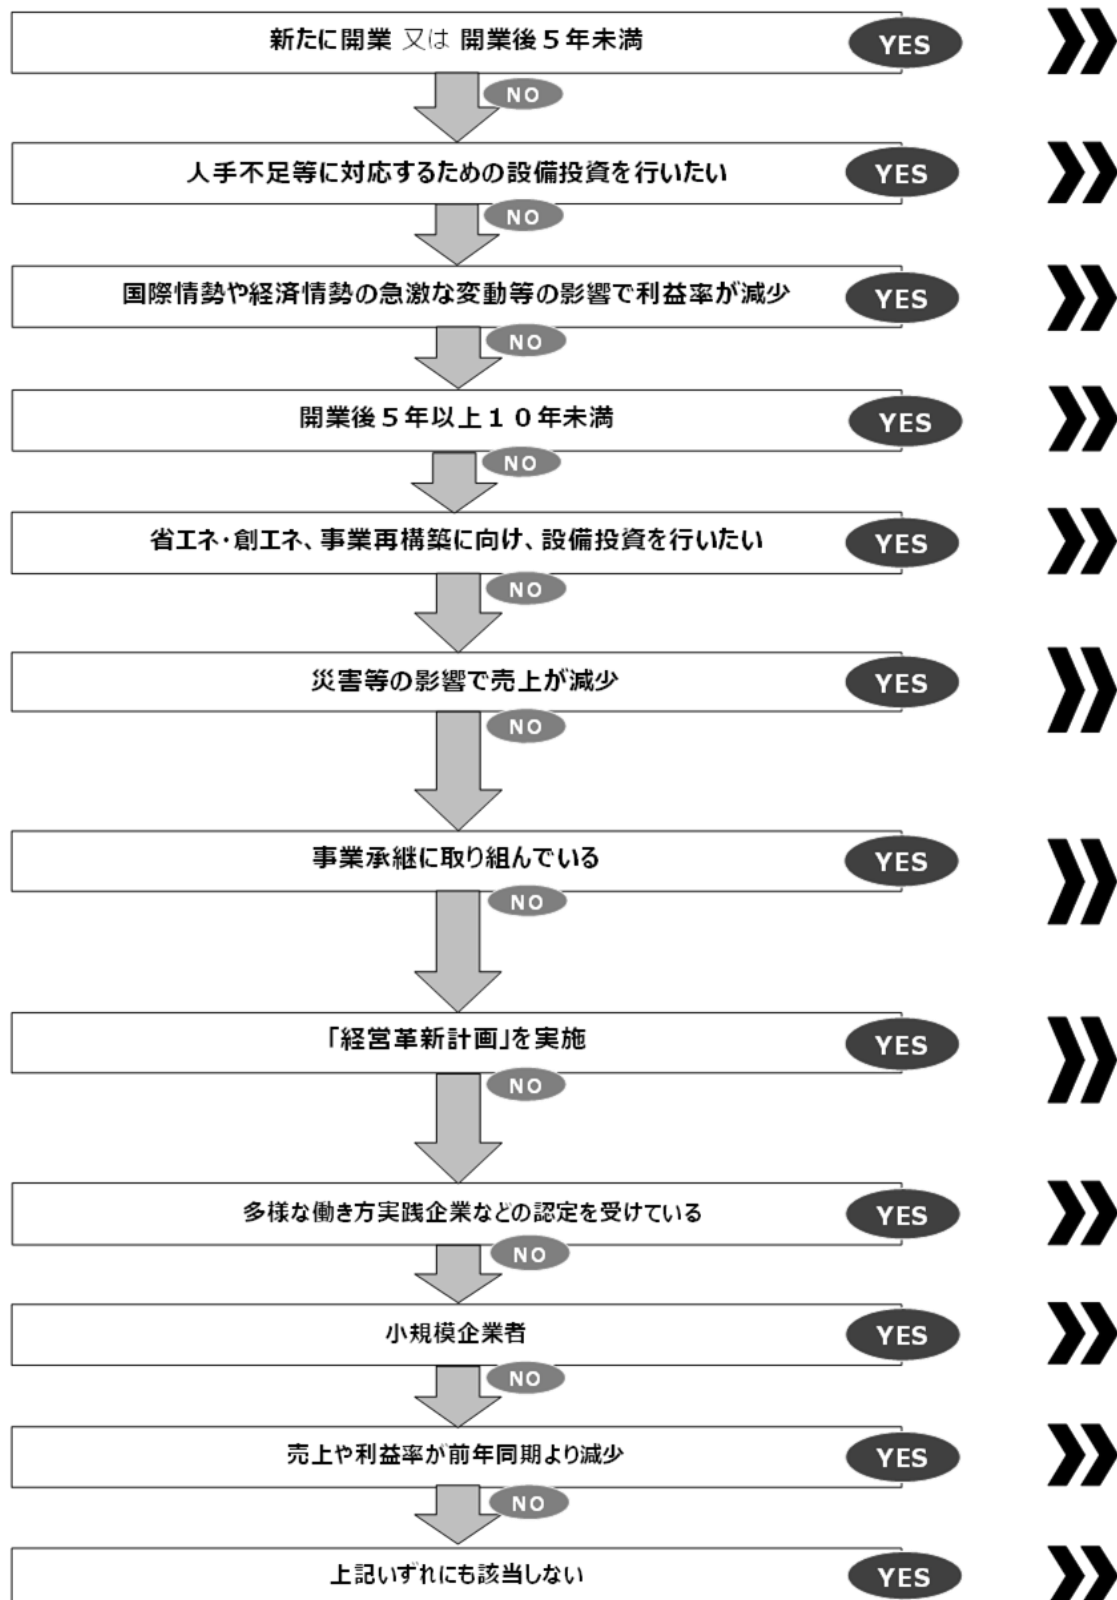 新たに開業 又は 開業後５年未満 YES
NO
人手不足等に対応するための設備投資を行いたい YES
NO
国際情勢や経済情勢の急激な変動等の影響で利益率が減少 YES
NO
開業後５年以上１０年未満 YES
NO
省エネ・創エネ、事業再構築に向け、設備投資を行いたい YES
NO
災害等の影響で売上が減少 YES
NO
事業承継に取り組んでいる YES
NO
「経営革新計画」を実施 YES
NO
多様な働き方実践企業などの認定を受けている YES
NO
小規模企業者 YES
NO
売上や利益率が前年同期より減少 YES
NO
上記いずれにも該当しない YES